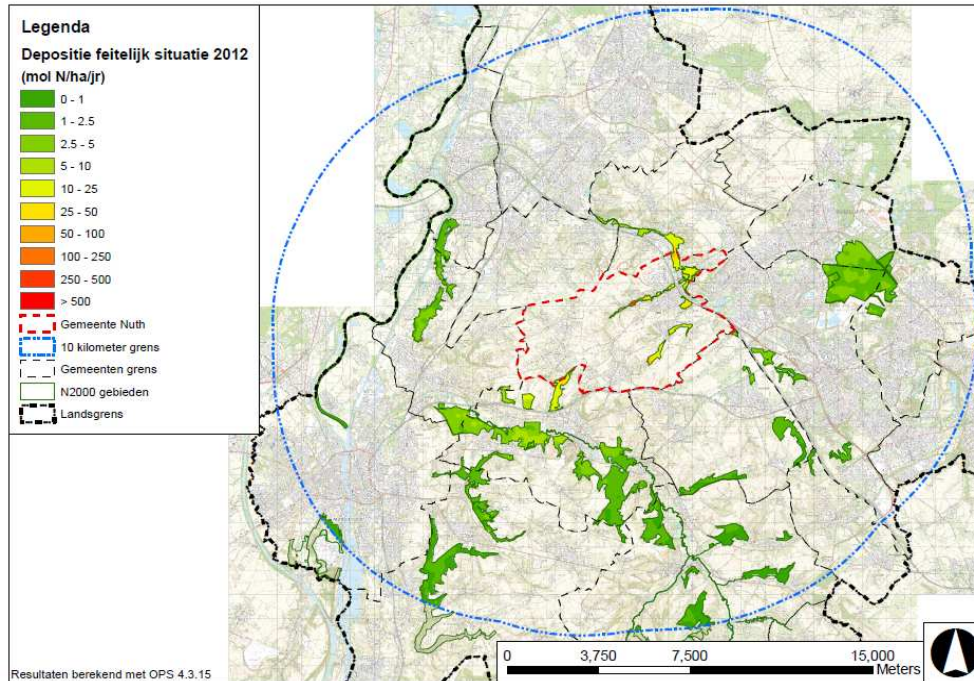 Legenda
Depositie feitelijk situatie 2012
(mol N/ha/jr)
0 - 1
1 - 2.5
2.5 - 5
5 - 10
10 - 25
25 - 50
50 - 100
100 - 250
250 - 500
> 500
Gemeente Nuth
10 kilometer grens
Gemeenten grens
N2000 gebieden
Landsgrens
0 3,750 7,500 15,000
Meters
Resultaten berekend met OPS 4.3.15